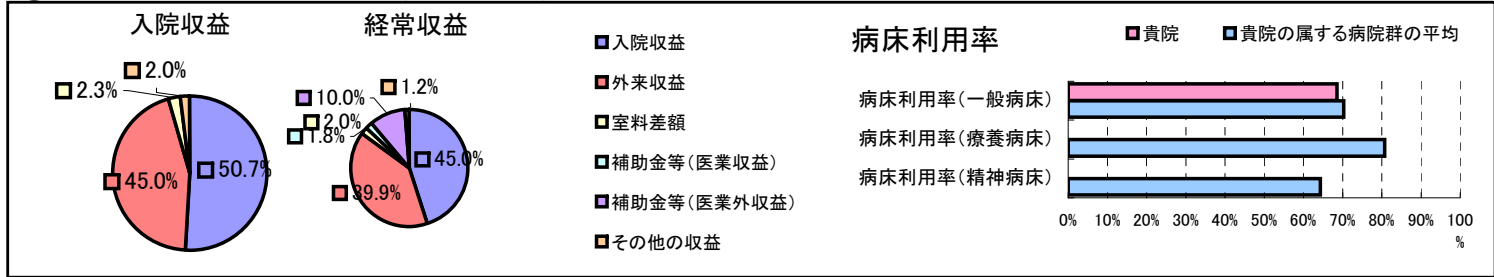 入院収益
2.0%
2.3%
45.0%
50.7%
経常収益
1.2%
10.0%
2.0%
1.8%
45.0%
39.9%
入院収益
外来収益
室料差額
補助金等(医業収益)
補助金等(医業外収益)
その他の収益
病床利用率
貴院
貴院の属する病院群の平均
病床利用率(一般病床)
病床利用率(療養病床)
病床利用率(精神病床)
0% 10% 20% 30% 40% 50% 60% 70% 80% 90% 100
%